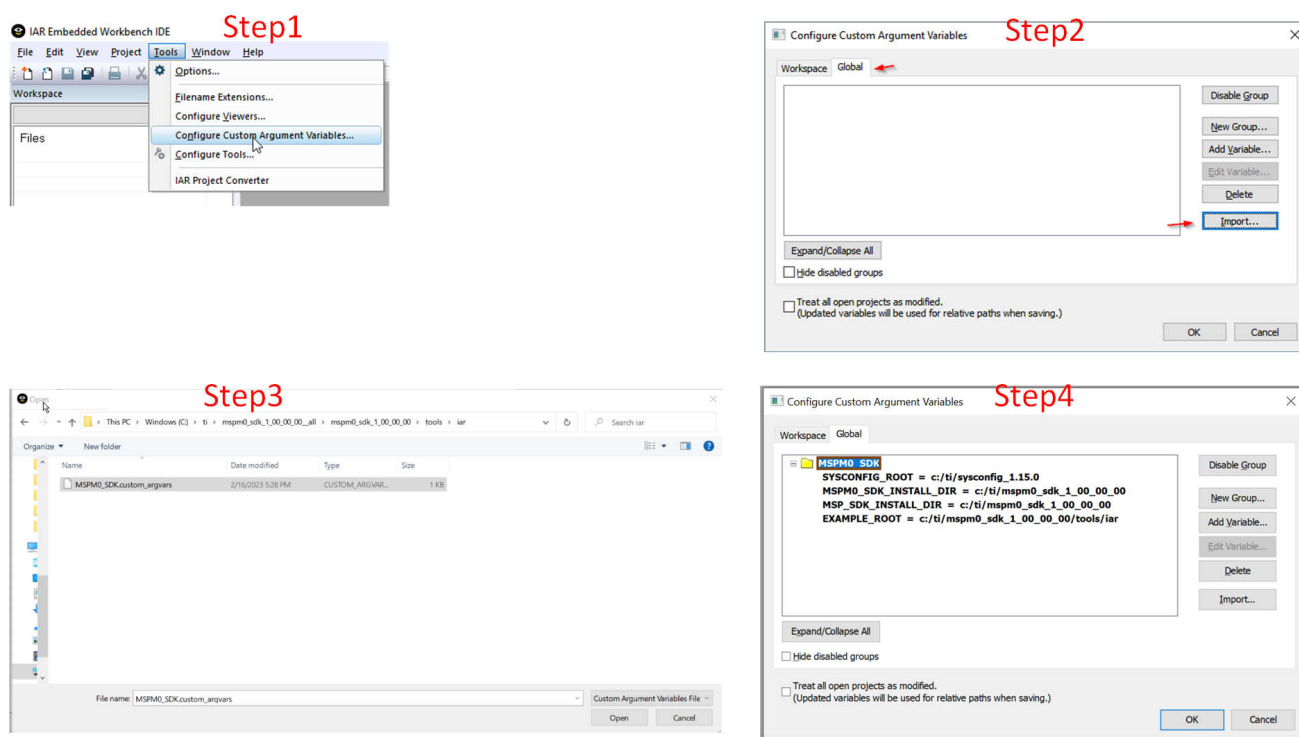 Step1
IAR Embedded Workbench IDE
File Edit View Project Tools Window Help
Options...
Workspace
Filename Extensions...
Configure Viewers...
Files
Configure Custom Argument Variables...
Configure Tools...
IAR Project Converter
Step2
Configure Custom Argument Variables
Workspace Global
Disable Group
New Group...
Add Variable...
Edit Variable...
Delete
Import...
Expand/Collapse All
Hide disabled groups
Treat all open projects as modified.
(Updated variables will be used for relative paths when saving.)
OK Cancel
Step3
Open
This PC > Windows (C:) > ti > mspm0_sdk_1_00_00_00__all > mspm0_sdk_1_00_00_00 > tools > iar
Search iar
Organize New folder
Name Date modified Type Size
MSPM0_SDK.custom_argvars 2/16/2023 5:28 PM CUSTOM_ARGVAR... 1 KB
File name: MSPM0_SDK.custom_argvars Custom Argument Variables File
Open Cancel
Step4
Configure Custom Argument Variables
Workspace Global
MSPM0_SDK
SYSCONFIG_ROOT = c:/ti/sysconfig_1.15.0
MSPM0_SDK_INSTALL_DIR = c:/ti/mspm0_sdk_1_00_00_00
MSP_SDK_INSTALL_DIR = c:/ti/mspm0_sdk_1_00_00_00
EXAMPLE_ROOT = c:/ti/mspm0_sdk_1_00_00_00/tools/iar
Disable Group
New Group...
Add Variable...
Edit Variable...
Delete
Import...
Expand/Collapse All
Hide disabled groups
Treat all open projects as modified.
(Updated variables will be used for relative paths when saving.)
OK Cancel